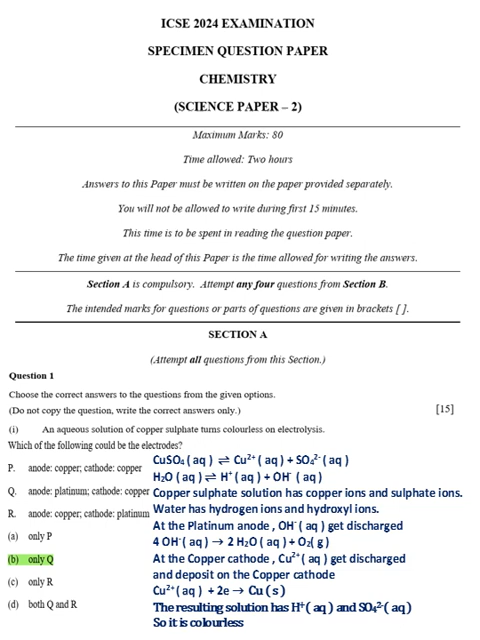 ICSE 2024 EXAMINATION
SPECIMEN QUESTION PAPER
CHEMISTRY
(SCIENCE PAPER – 2)
Maximum Marks: 80
Time allowed: Two hours
Answers to this Paper must be written on the paper provided separately.
You will not be allowed to write during first 15 minutes.
This time is to be spent in reading the question paper.
The time given at the head of this Paper is the time allowed for writing the answers.
Section A is compulsory. Attempt any four questions from Section B.
The intended marks for questions or parts of questions are given in brackets [ ].
SECTION A
(Attempt all questions from this Section.)
Question 1
Choose the correct answers to the questions from the given options.
(Do not copy the question, write the correct answers only.) [15]
(i) An aqueous solution of copper sulphate turns colourless on electrolysis.
Which of the following could be the electrodes?
P. anode: copper; cathode: copper
Q. anode: platinum; cathode: copper
R. anode: copper; cathode: platinum
(a) only P
(b) only Q
(c) only R
(d) both Q and R
CuSO₄ ( aq ) ⇌ Cu²⁺ ( aq ) + SO₄²⁻ ( aq )
H₂O ( aq ) ⇌ H⁺ ( aq ) + OH⁻ ( aq )
Copper sulphate solution has copper ions and sulphate ions.
Water has hydrogen ions and hydroxyl ions.
At the Platinum anode , OH⁻ ( aq ) get discharged
4 OH⁻ ( aq ) → 2 H₂O ( aq ) + O₂( g )
At the Copper cathode , Cu²⁺ ( aq ) get discharged
and deposit on the Copper cathode
Cu²⁺ ( aq ) + 2e → Cu ( s )
The resulting solution has H⁺ ( aq ) and SO₄²⁻ ( aq )
So it is colourless